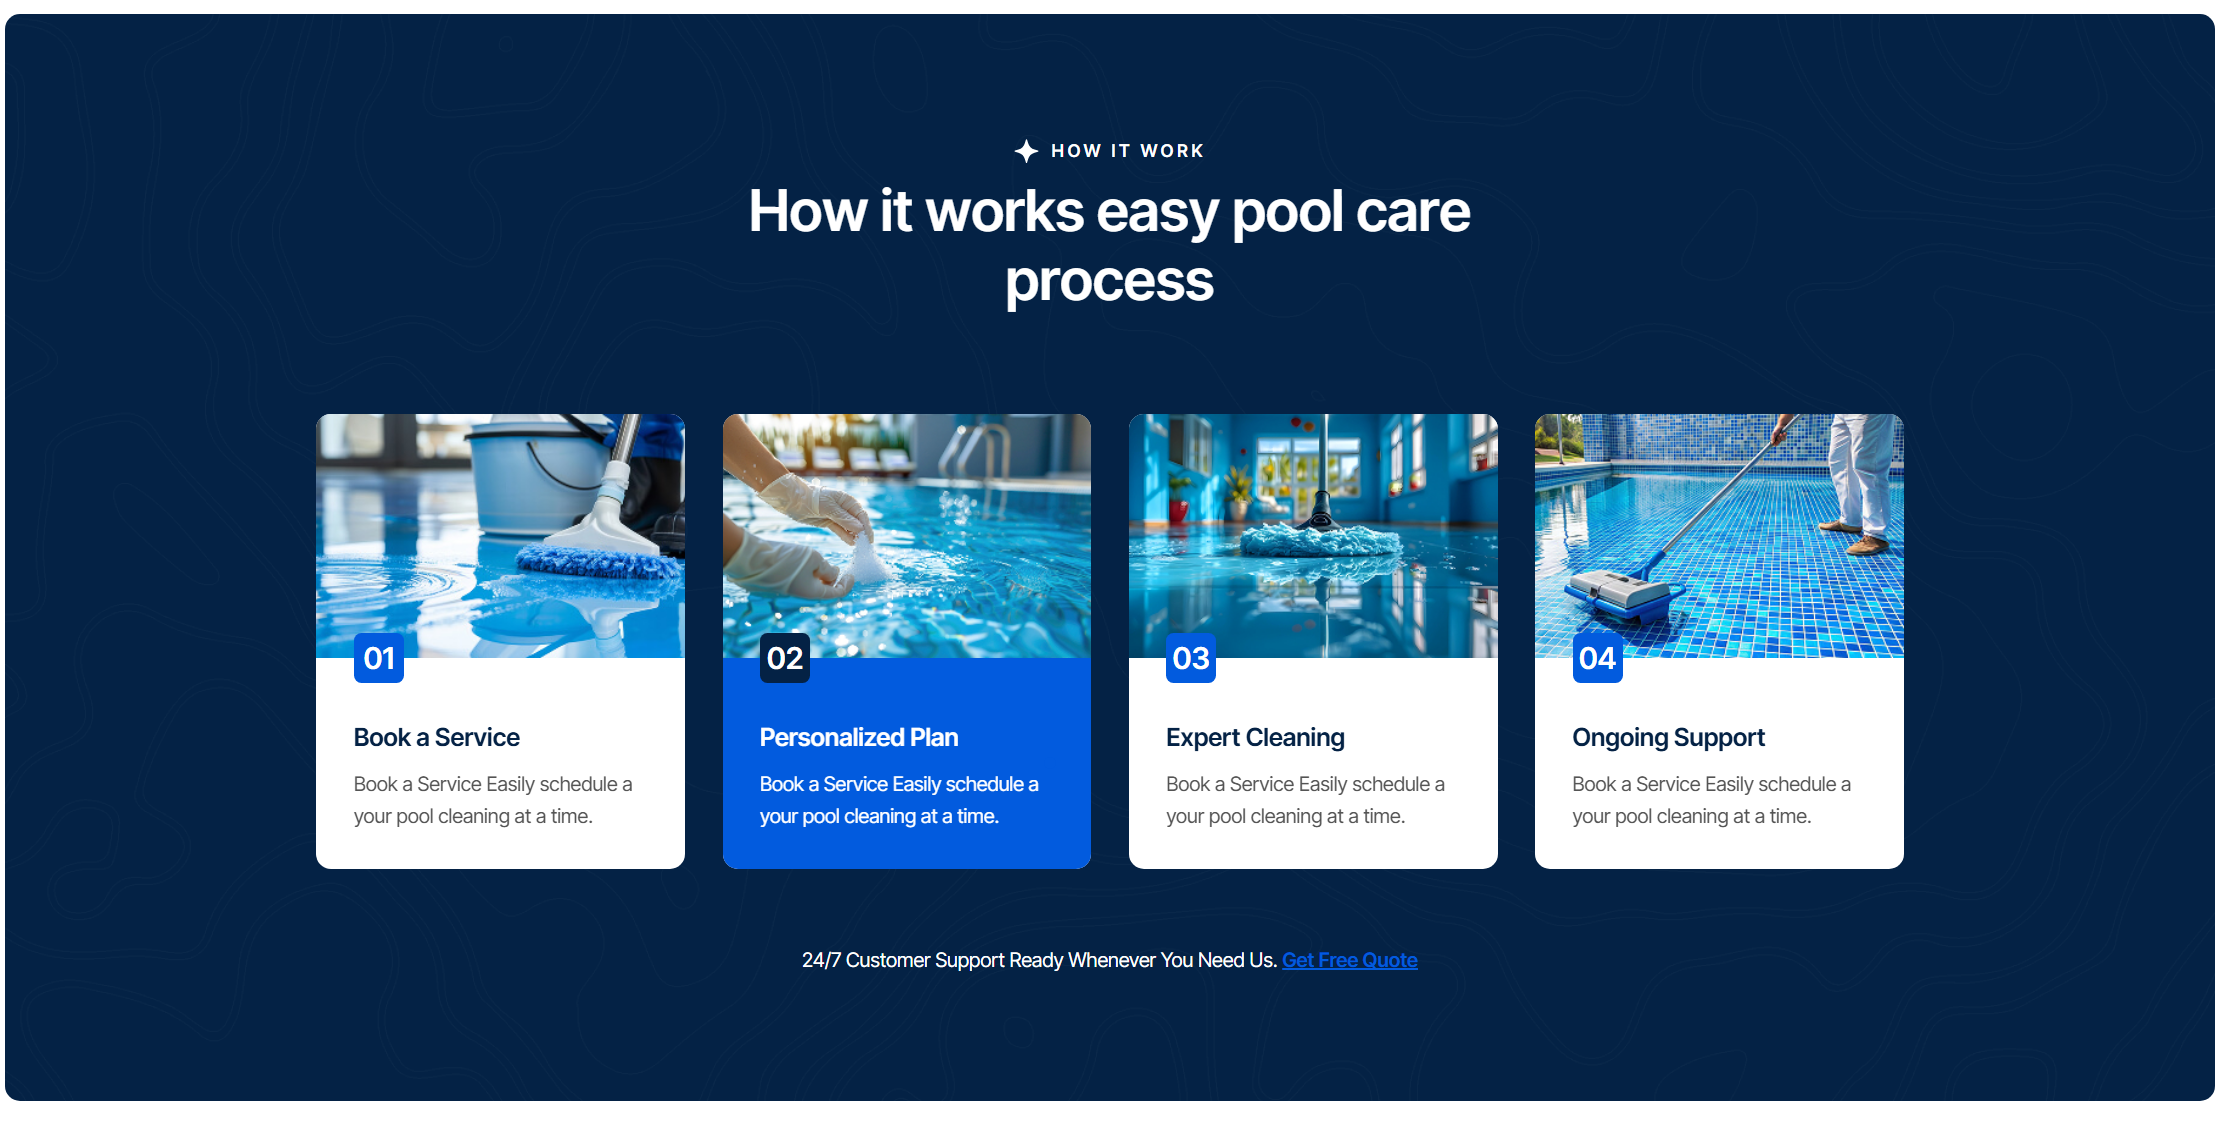 HOW IT WORK
How it works easy pool care
process
01
Book a Service
Book a Service Easily schedule a
your pool cleaning at a time.
02
Personalized Plan
Book a Service Easily schedule a
your pool cleaning at a time.
03
Expert Cleaning
Book a Service Easily schedule a
your pool cleaning at a time.
04
Ongoing Support
Book a Service Easily schedule a
your pool cleaning at a time.
24/7 Customer Support Ready Whenever You Need Us. Get Free Quote